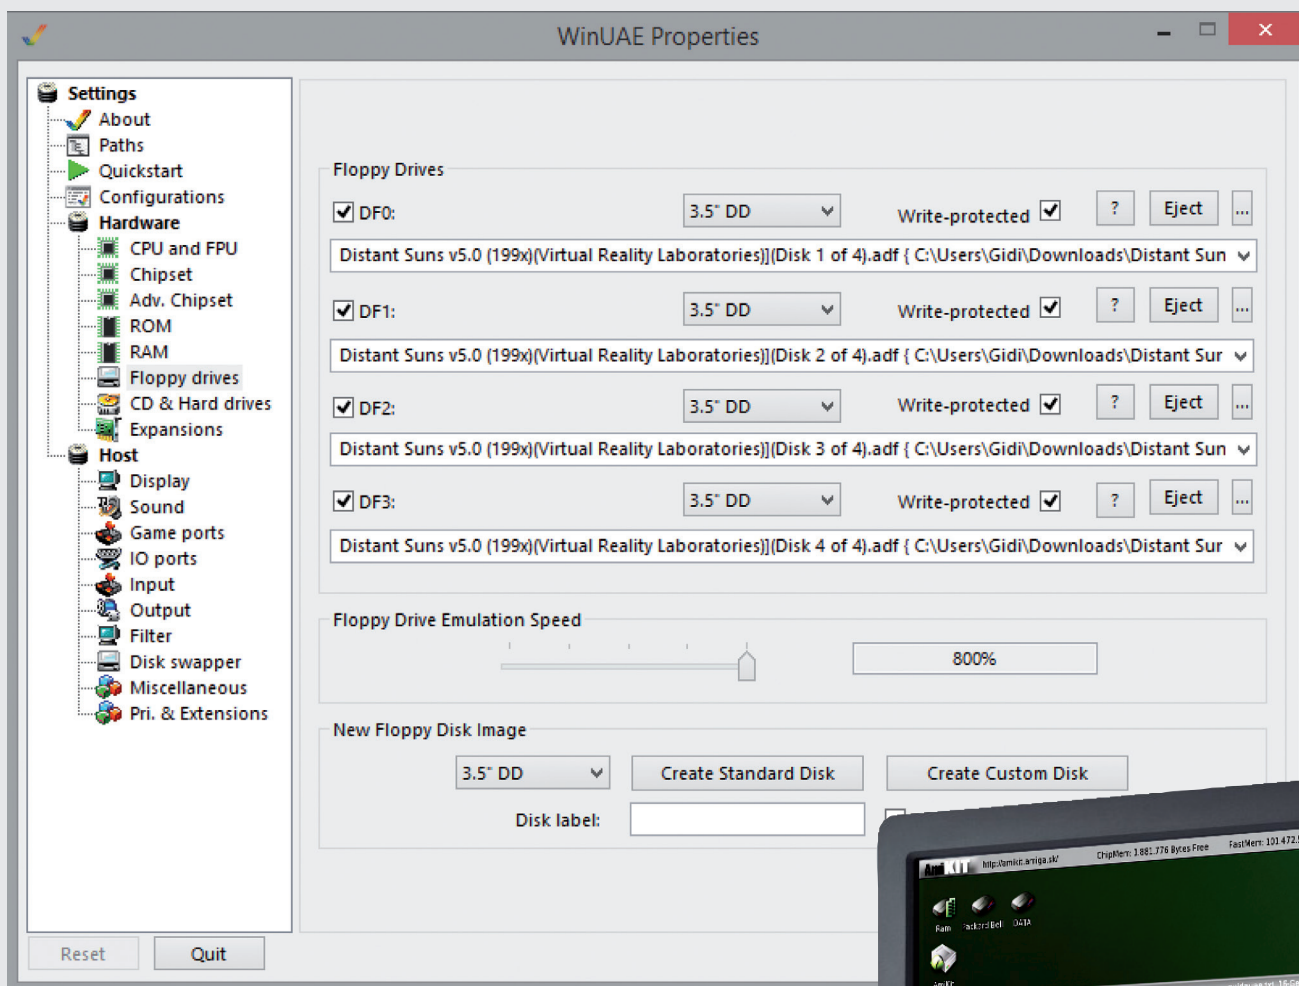 WinUAE Properties
Settings
About
Paths
Quickstart
Configurations
Hardware
CPU and FPU
Chipset
Adv. Chipset
ROM
RAM
Floppy drives
CD & Hard drives
Expansions
Host
Display
Sound
Game ports
IO ports
Input
Output
Filter
Disk swapper
Miscellaneous
Pri. & Extensions
Reset
Quit
Floppy Drives
DF0: 3.5" DD Write-protected ? Eject ...
Distant Suns v5.0 (199x)(Virtual Reality Laboratories)](Disk 1 of 4).adf { C:\Users\Gidi\Downloads\Distant Sun
DF1: 3.5" DD Write-protected ? Eject ...
Distant Suns v5.0 (199x)(Virtual Reality Laboratories)](Disk 2 of 4).adf { C:\Users\Gidi\Downloads\Distant Sur
DF2: 3.5" DD Write-protected ? Eject ...
Distant Suns v5.0 (199x)(Virtual Reality Laboratories)](Disk 3 of 4).adf { C:\Users\Gidi\Downloads\Distant Sun
DF3: 3.5" DD Write-protected ? Eject ...
Distant Suns v5.0 (199x)(Virtual Reality Laboratories)](Disk 4 of 4).adf { C:\Users\Gidi\Downloads\Distant Sur
Floppy Drive Emulation Speed
800%
New Floppy Disk Image
3.5" DD Create Standard Disk Create Custom Disk
Disk label:
AmiKIT http://amikit.amiga.sk/ ChipMem: 1.881.776 Bytes Free FastMem: 101.472.
Ram Packard Bell DATA
AmiKit